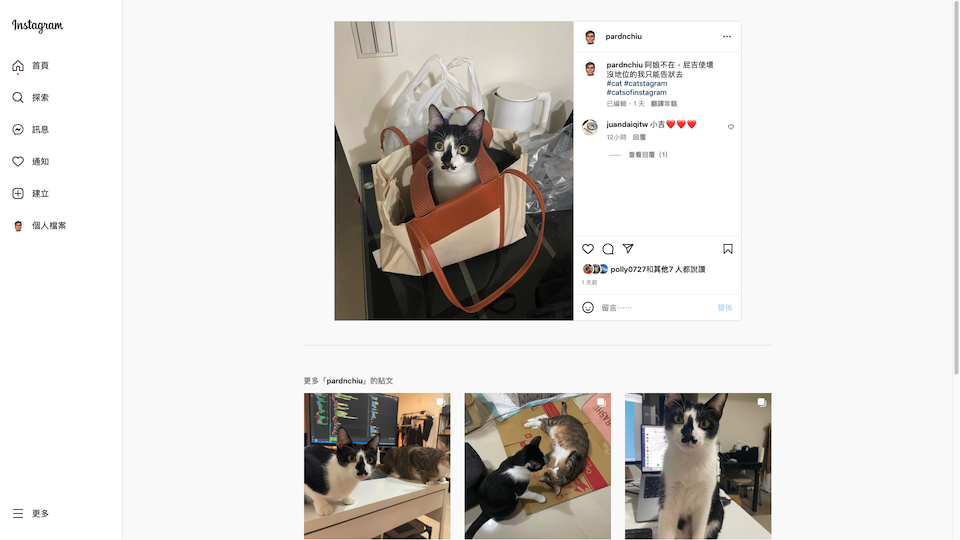 Instagram
首頁
探索
訊息
通知
建立
個人檔案
更多
pardnchiu
pardnchiu 阿娘不在，屁吉使壞
沒地位的我只能告狀去
#cat #catstagram
#catsofinstagram
已編輯・1 天 翻譯年糕
juandaiqitw 小吉❤️❤️❤️
12小時 回覆
查看回覆 (1)
polly0727和其他7 人都說讚
1 天前
留言⋯⋯
發佈
更多「pardnchiu」的貼文